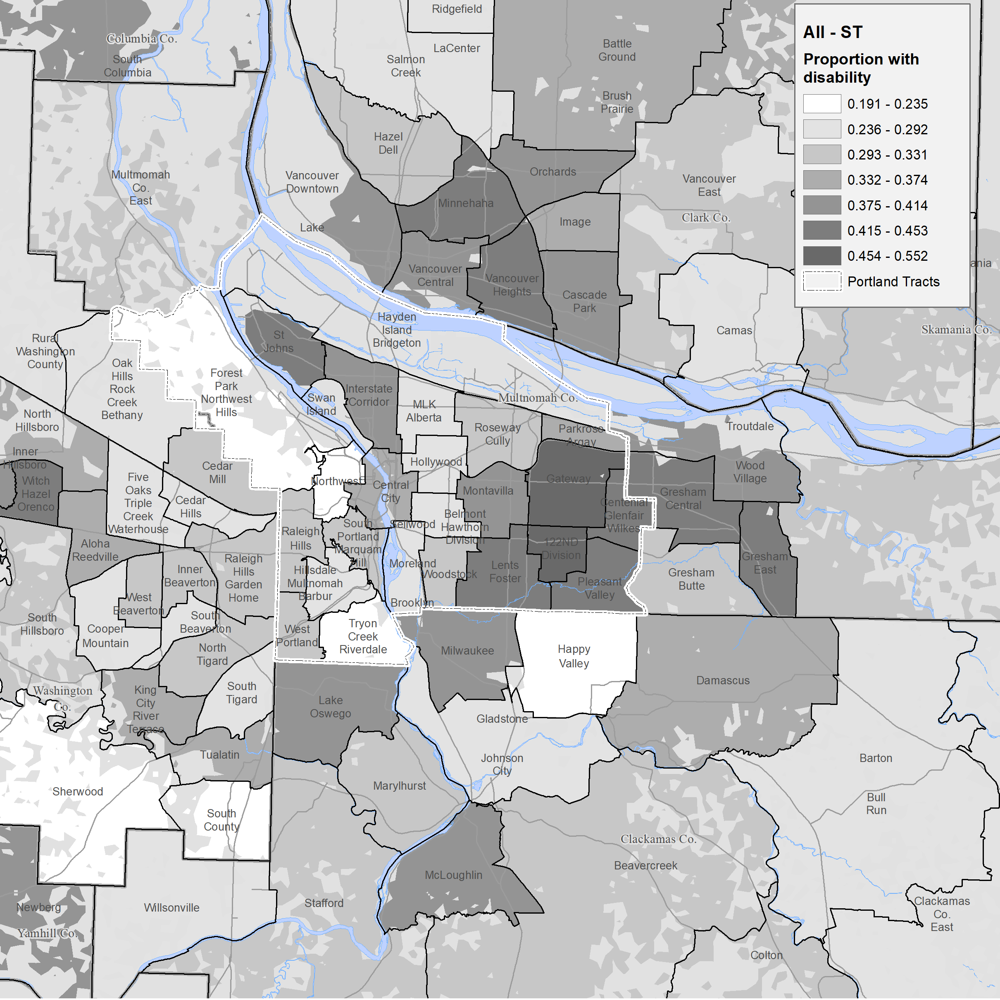 Ridgefield
LaCenter
Salmon
Creek
Battle
Ground
Brush
Prairie
Columbia Co.
South
Columbia
All - ST
Proportion with
disability
0.191 - 0.235
0.236 - 0.292
0.293 - 0.331
0.332 - 0.374
0.375 - 0.414
0.415 - 0.453
0.454 - 0.552
Portland Tracts
Hazel
Dell
Multmomah
Co.
East
Vancouver
Downtown
Orchards
Vancouver
East
Minnehaha
Clark Co.
Image
Lake
Vancouver
Central
Vancouver
Heights
Cascade
Park
ania
Hayden
Island
Bridgeton
Camas
Skamania Co.
St
Johns
Rural
Washington
County
Oak
Hills
Rock
Creek
Bethany
Forest
Park
Northwest
Hills
Swan
Island
Interstate
Corridor
MLK
Alberta
Multnomah Co.
Roseway
Cully
Parkrose
Argay
Troutdale
North
Hillsboro
Inner
Hillsboro
Witch
Hazel
Orenco
Five
Oaks
Triple
Creek
Waterhouse
Cedar
Mill
Cedar
Hills
Northwest
Central
City
Hollywood
Montavilla
Gateway
Wood
Village
Gresham
Central
Centenial
Glenfair
Wilkes
Belmont
Hawthorn
Division
Sellwood
South
Portland
Marquam
Hill
Raleigh
Hills
Aloha
Reedville
Raleigh
Hills
Garden
Home
Inner
Beaverton
Hillsdale
Multnomah
Barbur
Moreland
Woodstock
Lents
Foster
122ND
Division
Pleasant
Valley
Gresham
Butte
Gresham
East
West
Beaverton
South
Beaverton
South
Hillsboro
Cooper
Mountain
North
Tigard
Brooklyn
West
Portland
Tryon
Creek
Riverdale
Milwaukee
Happy
Valley
Damascus
Washington
Co.
King
City
River
Terrace
South
Tigard
Lake
Oswego
Gladstone
Tualatin
Johnson
City
Barton
Sherwood
Marylhurst
South
County
Bull
Run
Clackamas Co.
Beavercreek
McLoughlin
Newberg
Willsonville
Stafford
Clackamas
Co.
East
Yamhill Co.
Colton